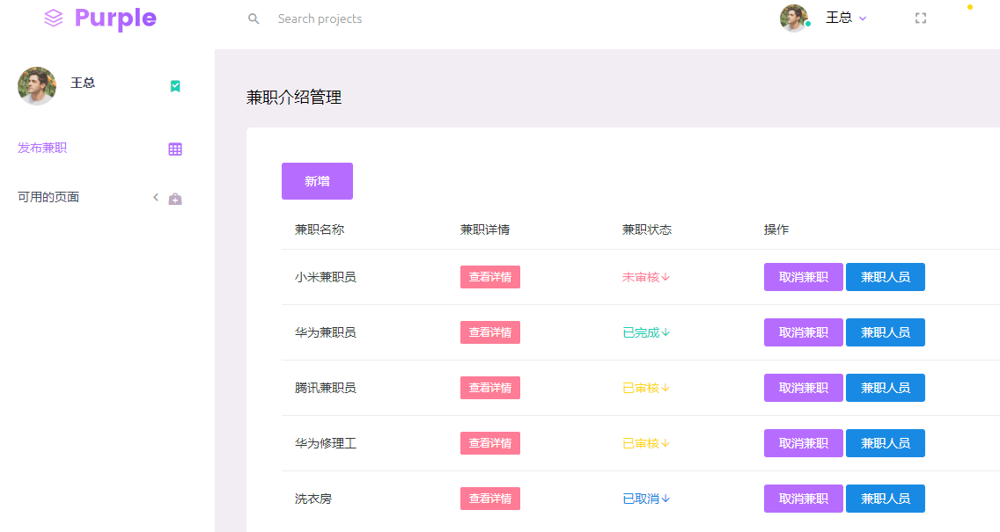 Purple
Search projects
王总
王总
发布兼职
可用的页面
兼职介绍管理
新增
兼职名称 兼职详情 兼职状态 操作
小米兼职员 查看详情 未审核↓ 取消兼职 兼职人员
华为兼职员 查看详情 已完成↓ 取消兼职 兼职人员
腾讯兼职员 查看详情 已审核↓ 取消兼职 兼职人员
华为修理工 查看详情 已审核↓ 取消兼职 兼职人员
洗衣房 查看详情 已取消↓ 取消兼职 兼职人员